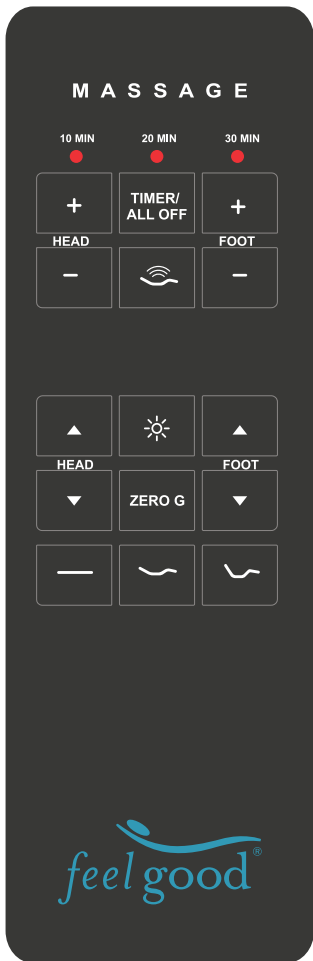 MASSAGE
10 MIN 20 MIN 30 MIN
+ TIMER/ +
ALL OFF
HEAD FOOT
- -
HEAD FOOT
ZERO G
feel good®